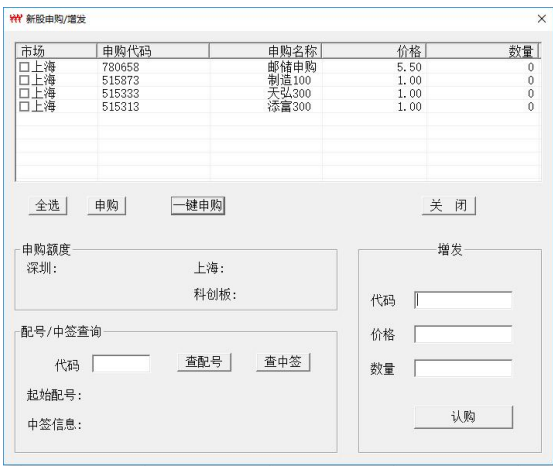 新股申购/增发
市场 申购代码 申购名称 价格 数量
上海 780658 邮储申购 5.50 0
上海 515873 制造100 1.00 0
上海 515333 天弘300 1.00 0
上海 515313 添富300 1.00 0
全选 申购 一键申购 关 闭
申购额度
深圳: 上海:
科创板:
增发
代码
价格
数量
认购
配号/中签查询
代码 查配号 查中签
起始配号:
中签信息: